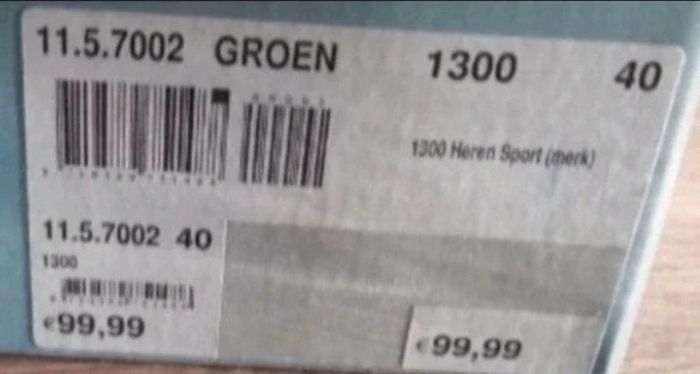 11.5.7002 GROEN 1300 40
1300 Heren Sport (merk)
11.5.7002 40
1300
€99,99
€99,99